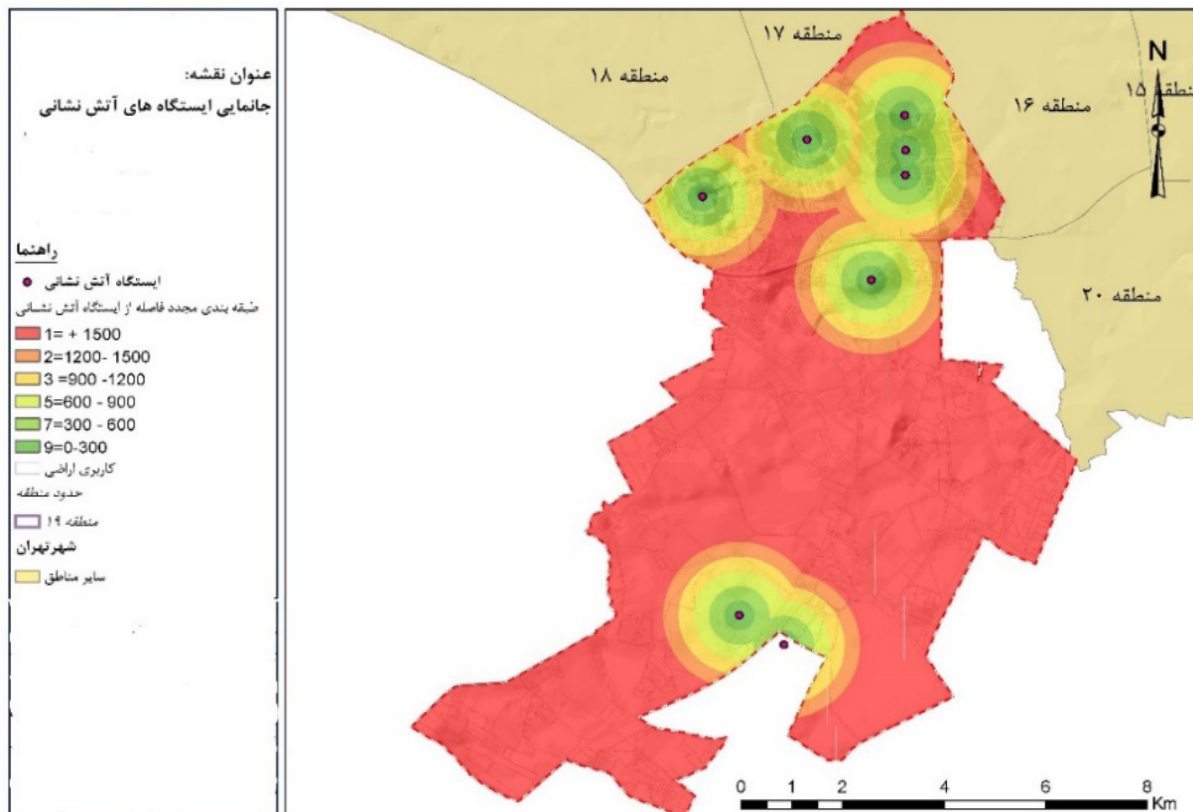 عنوان نقشه:
جانمایی ایستگاه های آتش نشانی
راهنما
ایستگاه آتش نشانی
طبقه بندی مجدد فاصله از ایستگاه آتش نشانی
1= + 1500
2=1200- 1500
3 =900 -1200
5=600 - 900
7=300 - 600
9=0-300
کاربری اراضی
حدود منطقه
منطقه ۱۹
شهرتهران
سایر مناطق
منطقه ۱۷
منطقه ۱۸
منطقه ۱۶
منطقه ۱۵
منطقه ۲۰
N
0 1 2 4 6 8
Km